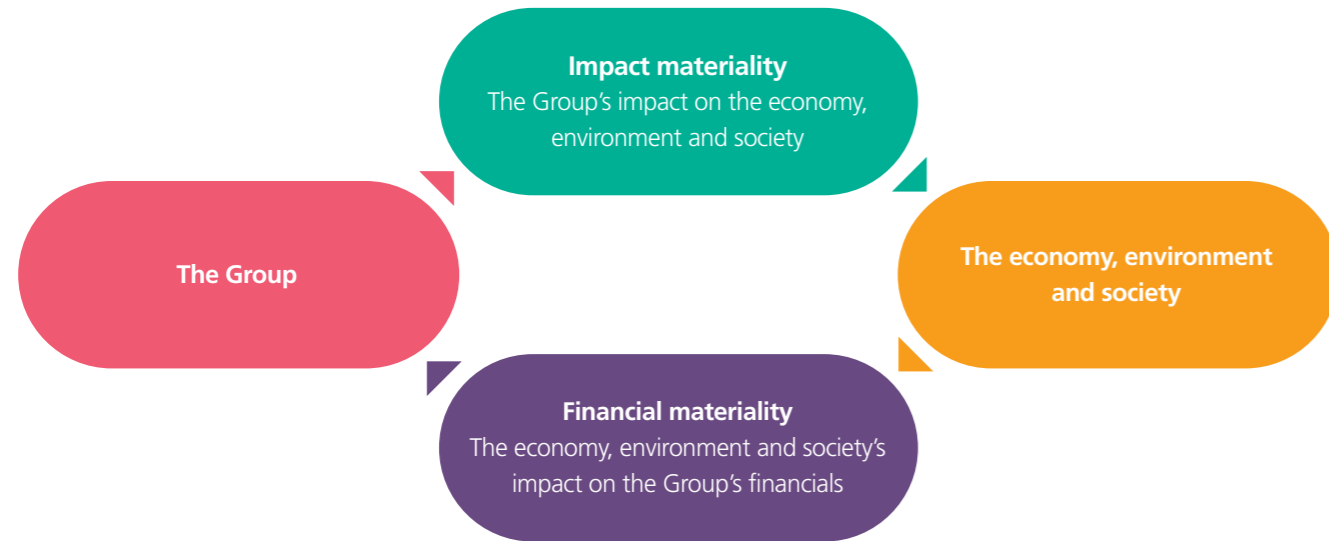 Impact materiality
The Group’s impact on the economy,
environment and society
The Group
The economy, environment
and society
Financial materiality
The economy, environment and society’s
impact on the Group’s financials